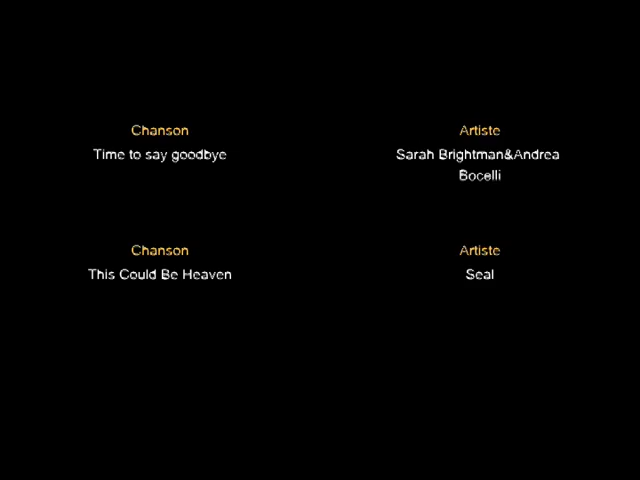 Chanson
Artiste
Time to say goodbye
Sarah Brightman&Andrea
Bocelli
Chanson
Artiste
This Could Be Heaven
Seal